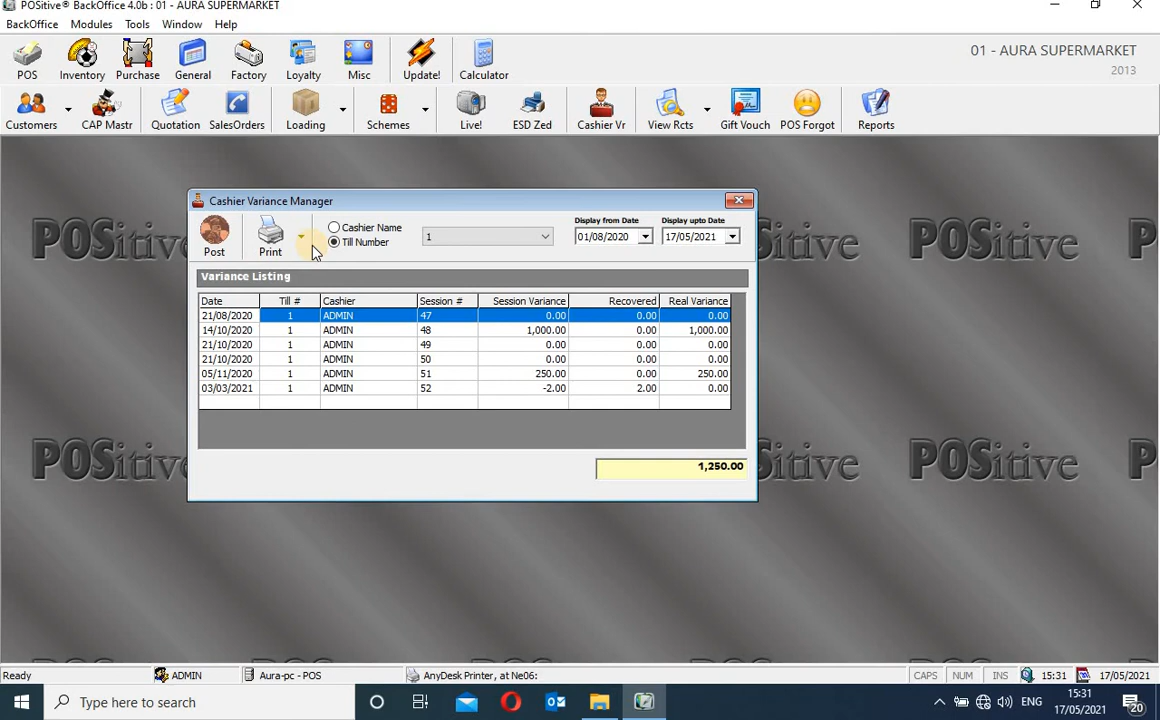 POSitive® BackOffice 4.0b : 01 - AURA SUPERMARKET
BackOffice Modules Tools Window Help
POS Inventory Purchase General Factory Loyalty Misc Update! Calculator
01 - AURA SUPERMARKET
2013
Customers CAP Mastr Quotation SalesOrders Loading Schemes Live! ESD Zed Cashier Vr View Rcts Gift Vouch POS Forgot Reports
Cashier Variance Manager
Post Print
Cashier Name
Till Number
1
Display from Date Display upto Date
01/08/2020 17/05/2021
Variance Listing
Date Till # Cashier Session # Session Variance Recovered Real Variance
21/08/2020 1 ADMIN 47 0.00 0.00 0.00
14/10/2020 1 ADMIN 48 1,000.00 0.00 1,000.00
21/10/2020 1 ADMIN 49 0.00 0.00 0.00
21/10/2020 1 ADMIN 50 0.00 0.00 0.00
05/11/2020 1 ADMIN 51 250.00 0.00 250.00
03/03/2021 1 ADMIN 52 -2.00 2.00 0.00
1,250.00
POSitive POSitive POSitive P
POSitive POSitive POSitive P
Ready ADMIN Aura-pc - POS AnyDesk Printer, at Ne06: CAPS NUM INS 15:31 17/05/2021
Type here to search
ENG
15:31
17/05/2021
20